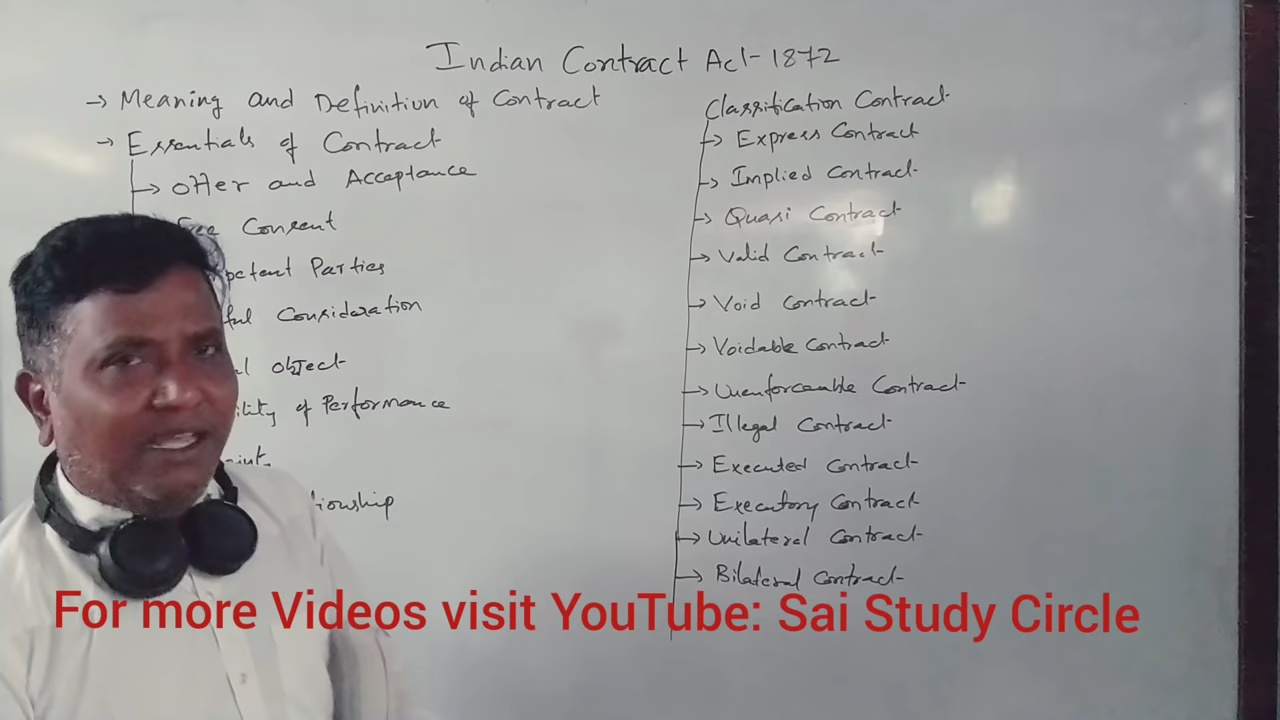 Indian Contract Act-1872
→ Meaning and Definition of Contract
→ Essentials of Contract
→ Offer and Acceptance
Consent
Parties
Consideration
object
of Performance
Classification Contract
→ Express Contract
→ Implied Contract
→ Quasi Contract
→ Valid Contract
→ Void Contract
→ Voidable Contract
→ Unenforceable Contract
→ Illegal Contract
→ Executed Contract
→ Executory Contract
→ Unilateral Contract
→ Bilateral Contract
For more Videos visit YouTube: Sai Study Circle